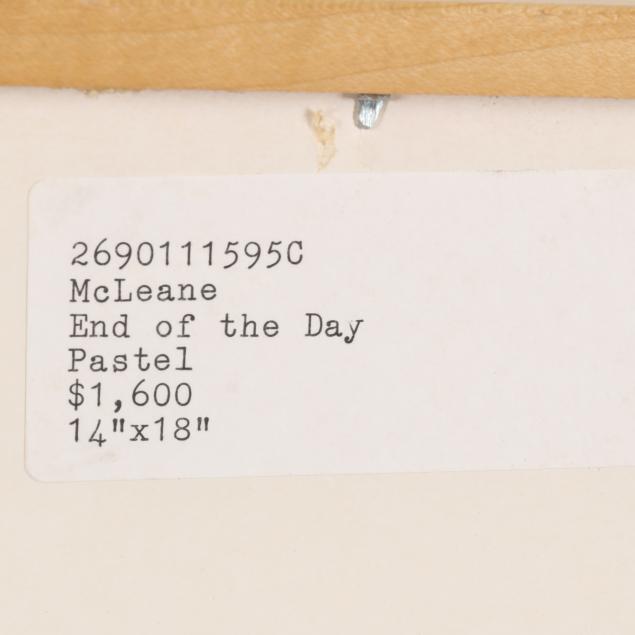 2690111595C
McLeane
End of the Day
Pastel
$1,600
14"x18"